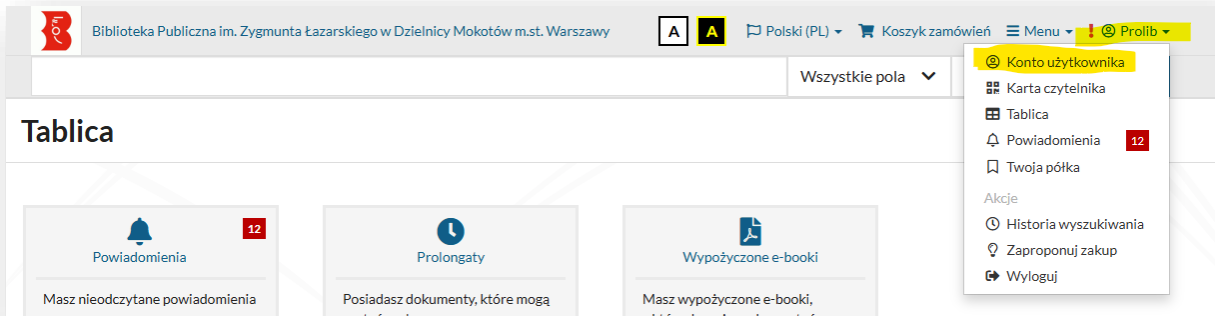 Biblioteka Publiczna im. Zygmunta Łazarskiego w Dzielnicy Mokotów m.st. Warszawy
A A Polski (PL) Koszyk zamówień Menu ! Prolib
Wszystkie pola
Konto użytkownika
Karta czytelnika
Tablica
Powiadomienia 12
Twoja półka
Akcje
Historia wyszukiwania
Zaproponuj zakup
Wyloguj
Tablica
12
Powiadomienia
Masz nieodczytane powiadomienia
Prolongaty
Posiadasz dokumenty, które mogą
Wypożyczone e-booki
Masz wypożyczone e-booki,